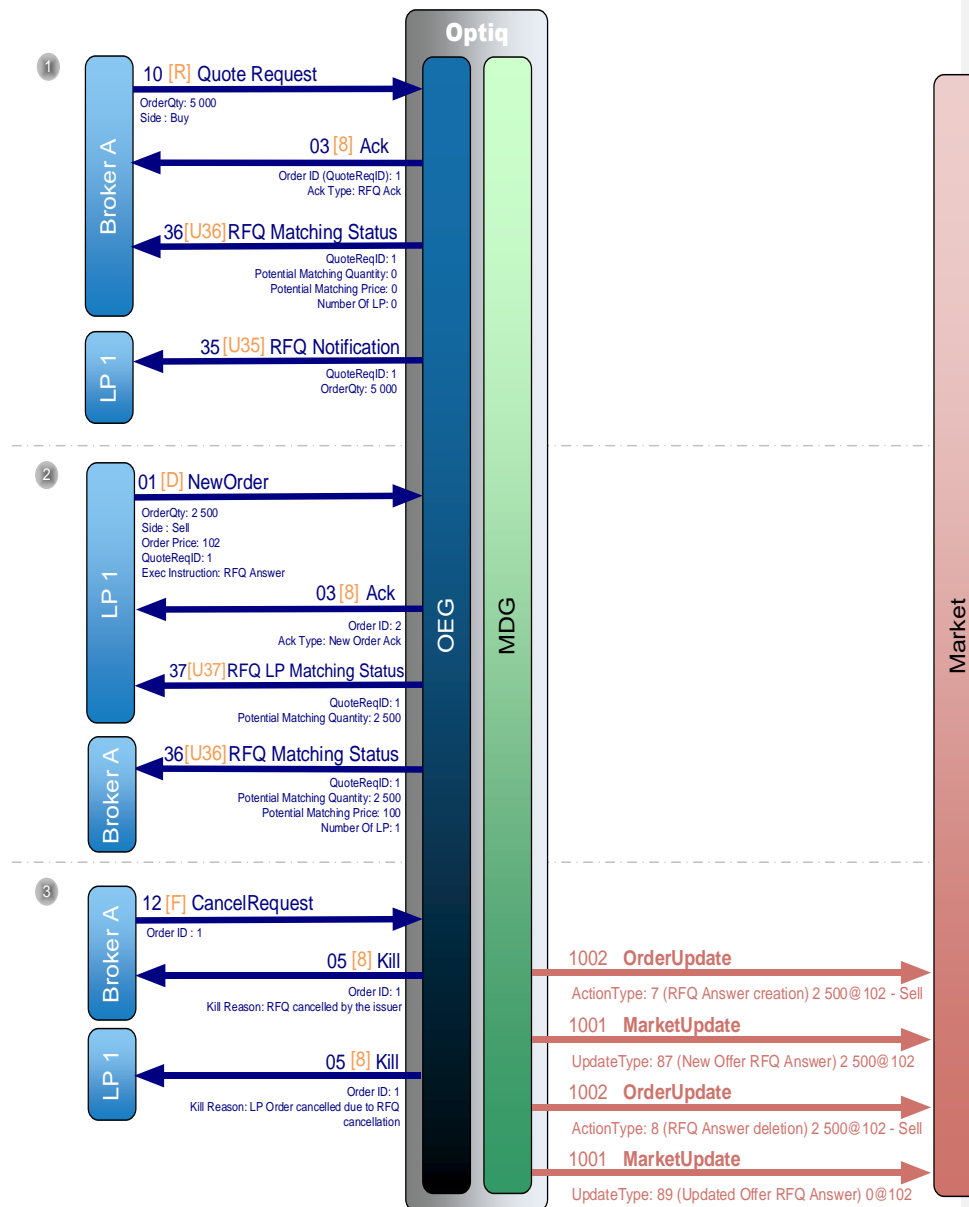 Optiq
1
Broker A
10 [R] Quote Request
OrderQty: 5 000
Side : Buy
03 [8] Ack
Order ID (QuoteReqID): 1
Ack Type: RFQ Ack
36 [U36] RFQ Matching Status
QuoteReqID: 1
Potential Matching Quantity: 0
Potential Matching Price: 0
Number Of LP: 0
LP 1
35 [U35] RFQ Notification
QuoteReqID: 1
OrderQty: 5 000
2
LP 1
01 [D] NewOrder
OrderQty: 2 500
Side : Sell
Order Price: 102
QuoteReqID: 1
Exec Instruction: RFQ Answer
03 [8] Ack
Order ID: 2
Ack Type: New Order Ack
37 [U37] RFQ LP Matching Status
QuoteReqID: 1
Potential Matching Quantity: 2 500
Broker A
36 [U36] RFQ Matching Status
QuoteReqID: 1
Potential Matching Quantity: 2 500
Potential Matching Price: 100
Number Of LP: 1
OEG
MDG
Market
3
Broker A
12 [F] CancelRequest
Order ID : 1
05 [8] Kill
Order ID: 1
Kill Reason: RFQ cancelled by the issuer
LP 1
05 [8] Kill
Order ID: 1
Kill Reason: LP Order cancelled due to RFQ
cancellation
1002 OrderUpdate
ActionType: 7 (RFQ Answer creation) 2 500@102 - Sell
1001 MarketUpdate
UpdateType: 87 (New Offer RFQ Answer) 2 500@102
1002 OrderUpdate
ActionType: 8 (RFQ Answer deletion) 2 500@102 - Sell
1001 MarketUpdate
UpdateType: 89 (Updated Offer RFQ Answer) 0@102